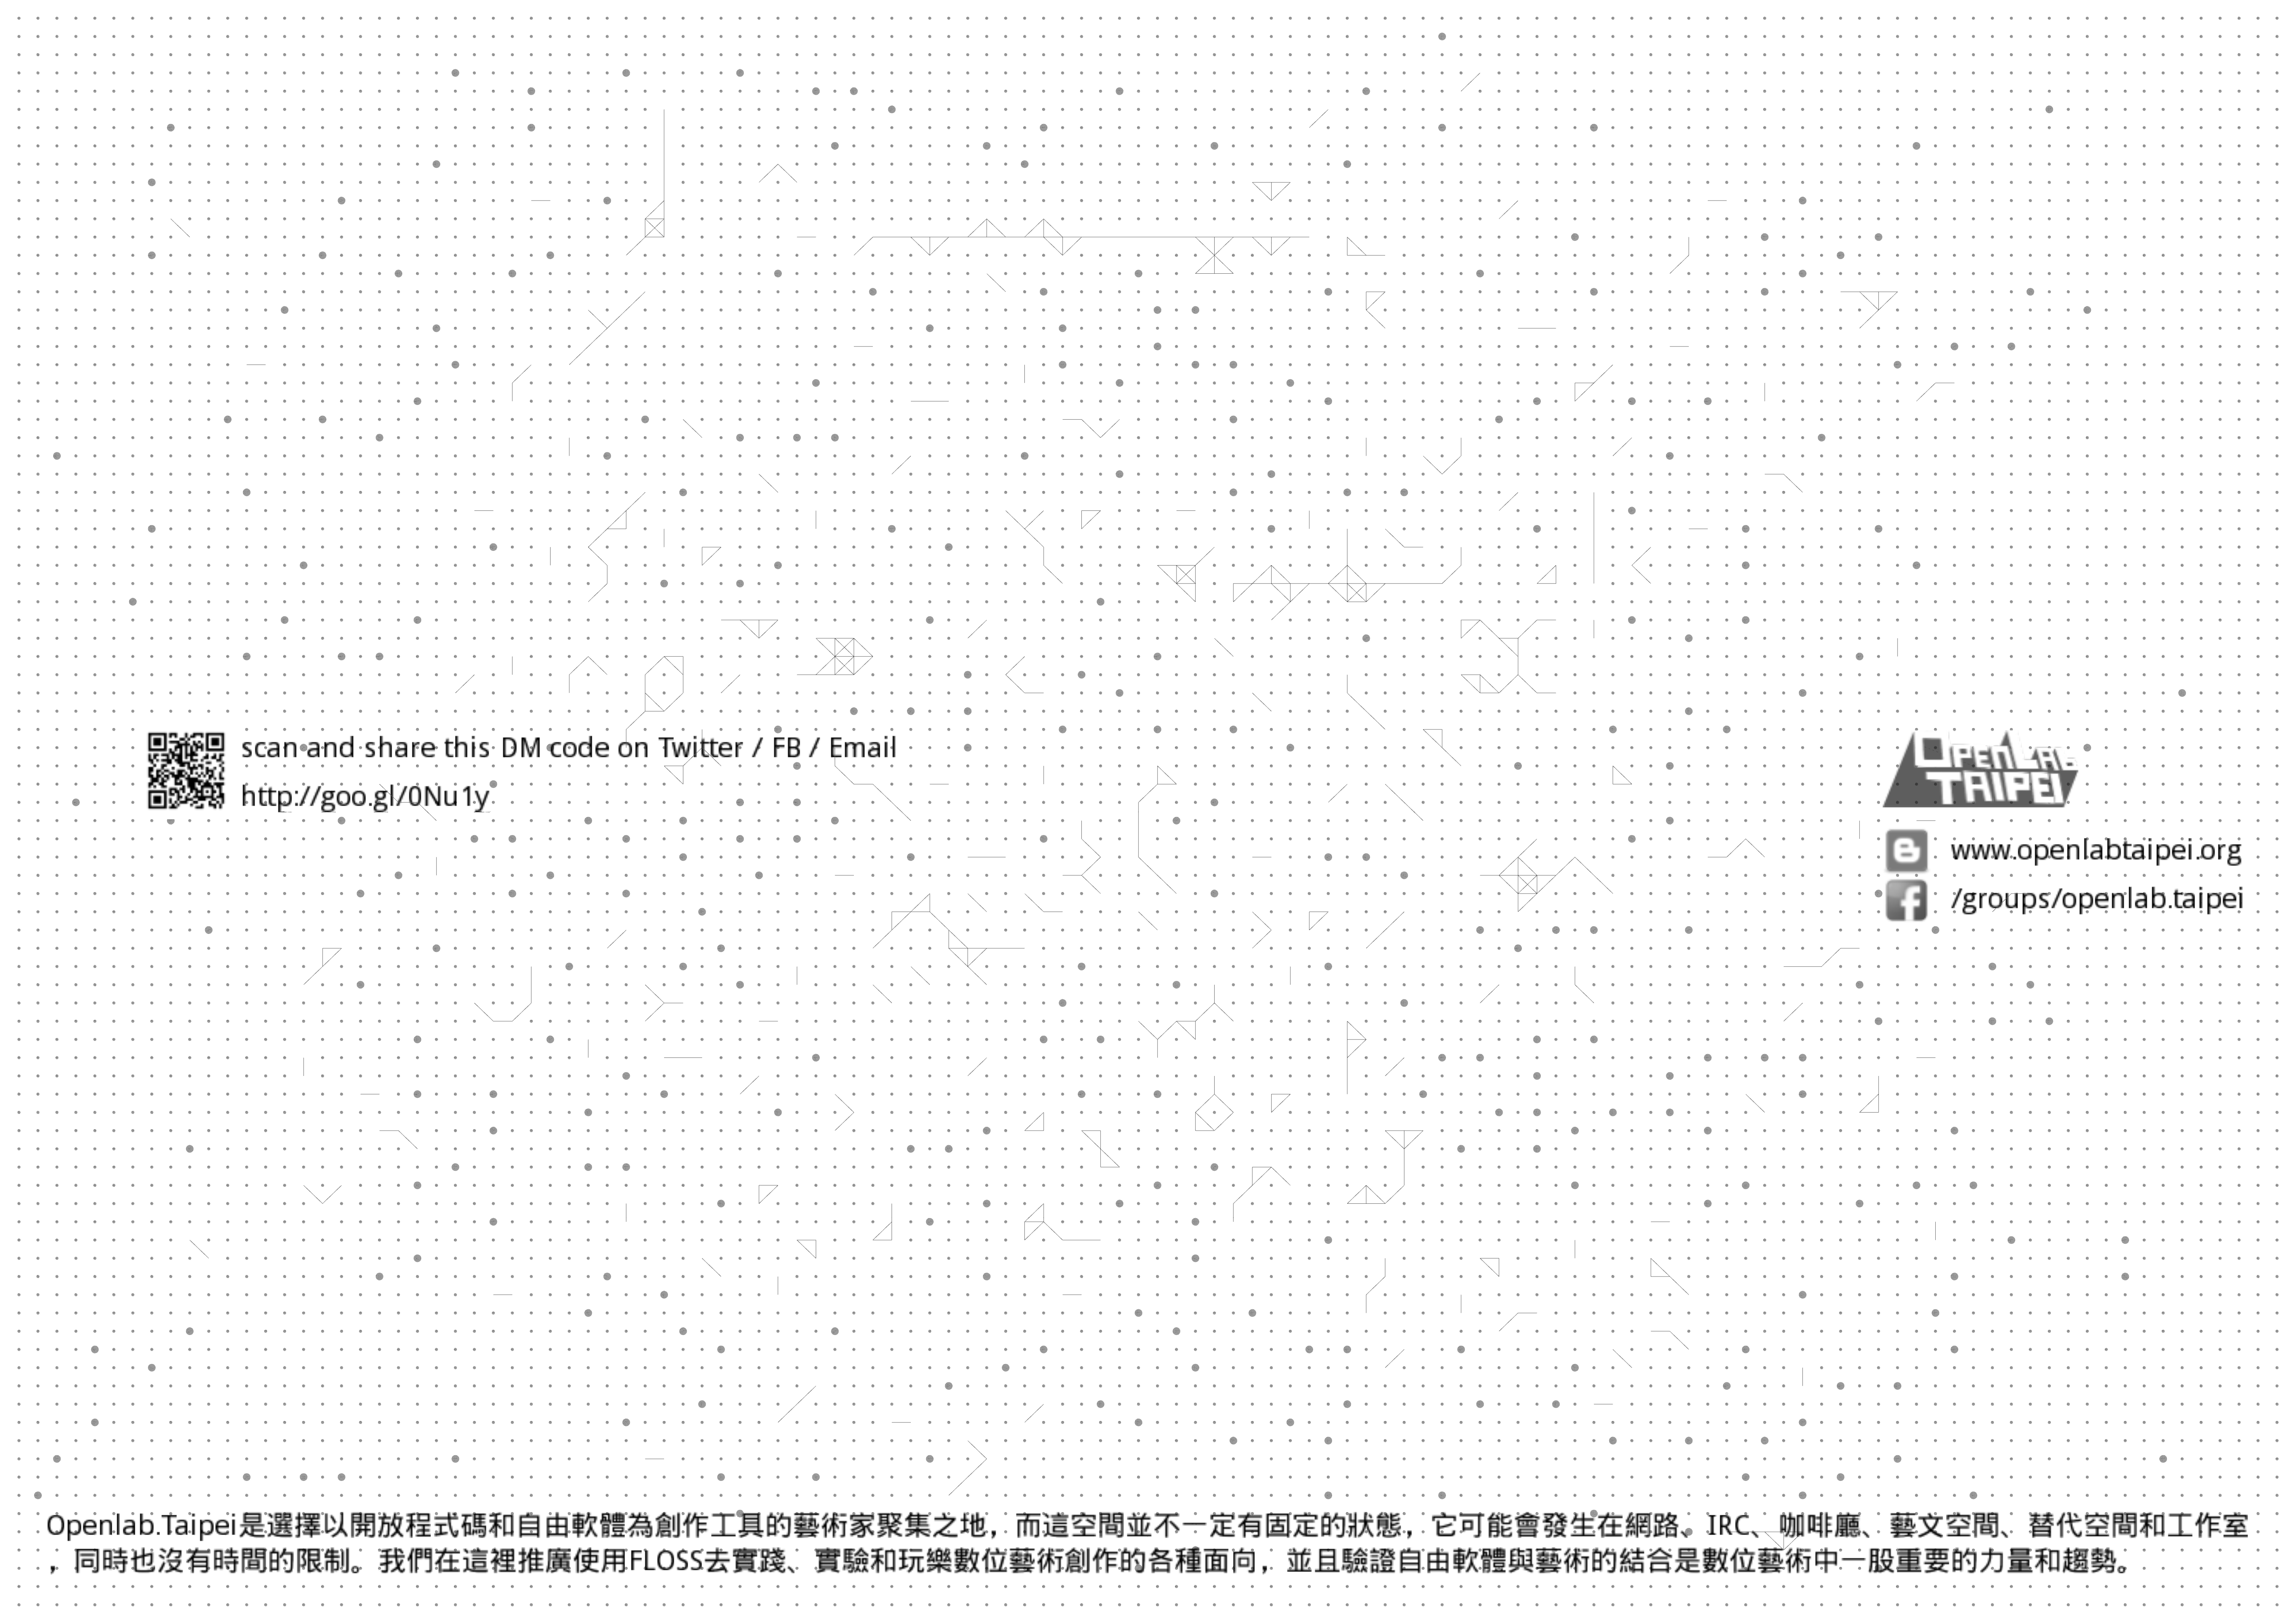 scan and share this DM code on Twitter / FB / Email
http://goo.gl/0Nu1y
OPENLAB
TAIPEI
www.openlabtaipei.org
/groups/openlab.taipei
Openlab.Taipei是選擇以開放程式碼和自由軟體為創作工具的藝術家聚集之地，而這空間並不一定有固定的狀態，它可能會發生在網路、IRC、咖啡廳、藝文空間、替代空間和工作室
，同時也沒有時間的限制。我們在這裡推廣使用FLOSS去實踐、實驗和玩樂數位藝術創作的各種面向，並且驗證自由軟體與藝術的結合是數位藝術中一股重要的力量和趨勢。